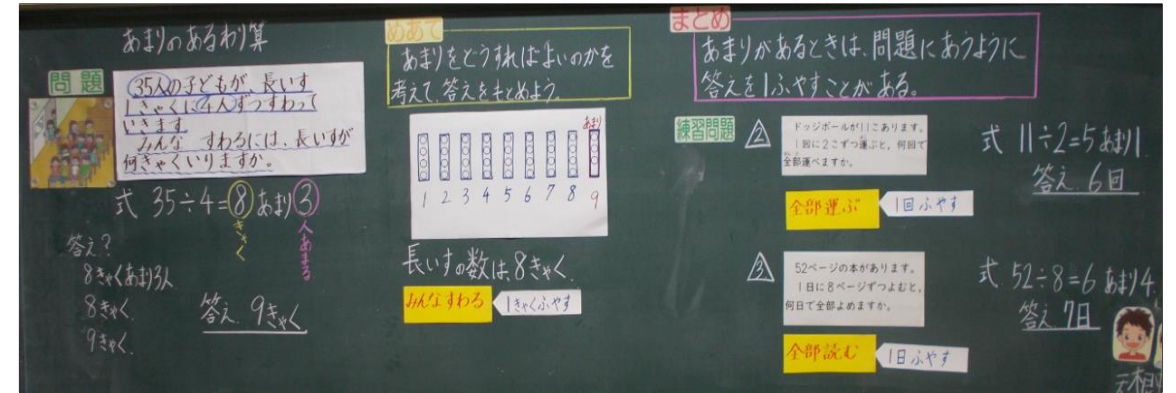 あまりのあるわり算
問題
35人の子どもが、長いす
1きゃくに4人ずつすわって
いきます
みんな すわるには、長いすが
何きゃくいりますか。
式 35÷4=8あまり3
きゃく
人あまる
答え?
8きゃくあまり3人
8きゃく
9きゃく
答え 9きゃく
めあて
あまりをどうすればよいのかを
考えて、答えをもとめよう。
あまり
1 2 3 4 5 6 7 8 9
長いすの数は8きゃく
みんなすわる
1きゃくふやす
まとめ
あまりがあるときは、問題にあうように
答えを1ふやすことがある。
練習問題
2
ドッジボールが11こあります。
1回に2こずつ運ぶと、何回で
全部運べますか。
式 11÷2=5あまり1
答え 6回
全部運ぶ
1回ふやす
3
52ページの本があります。
1日に8ページずつよむと、
何日で全部よめますか。
式 52÷8=6あまり4
答え 7日
全部読む
1日ふやす